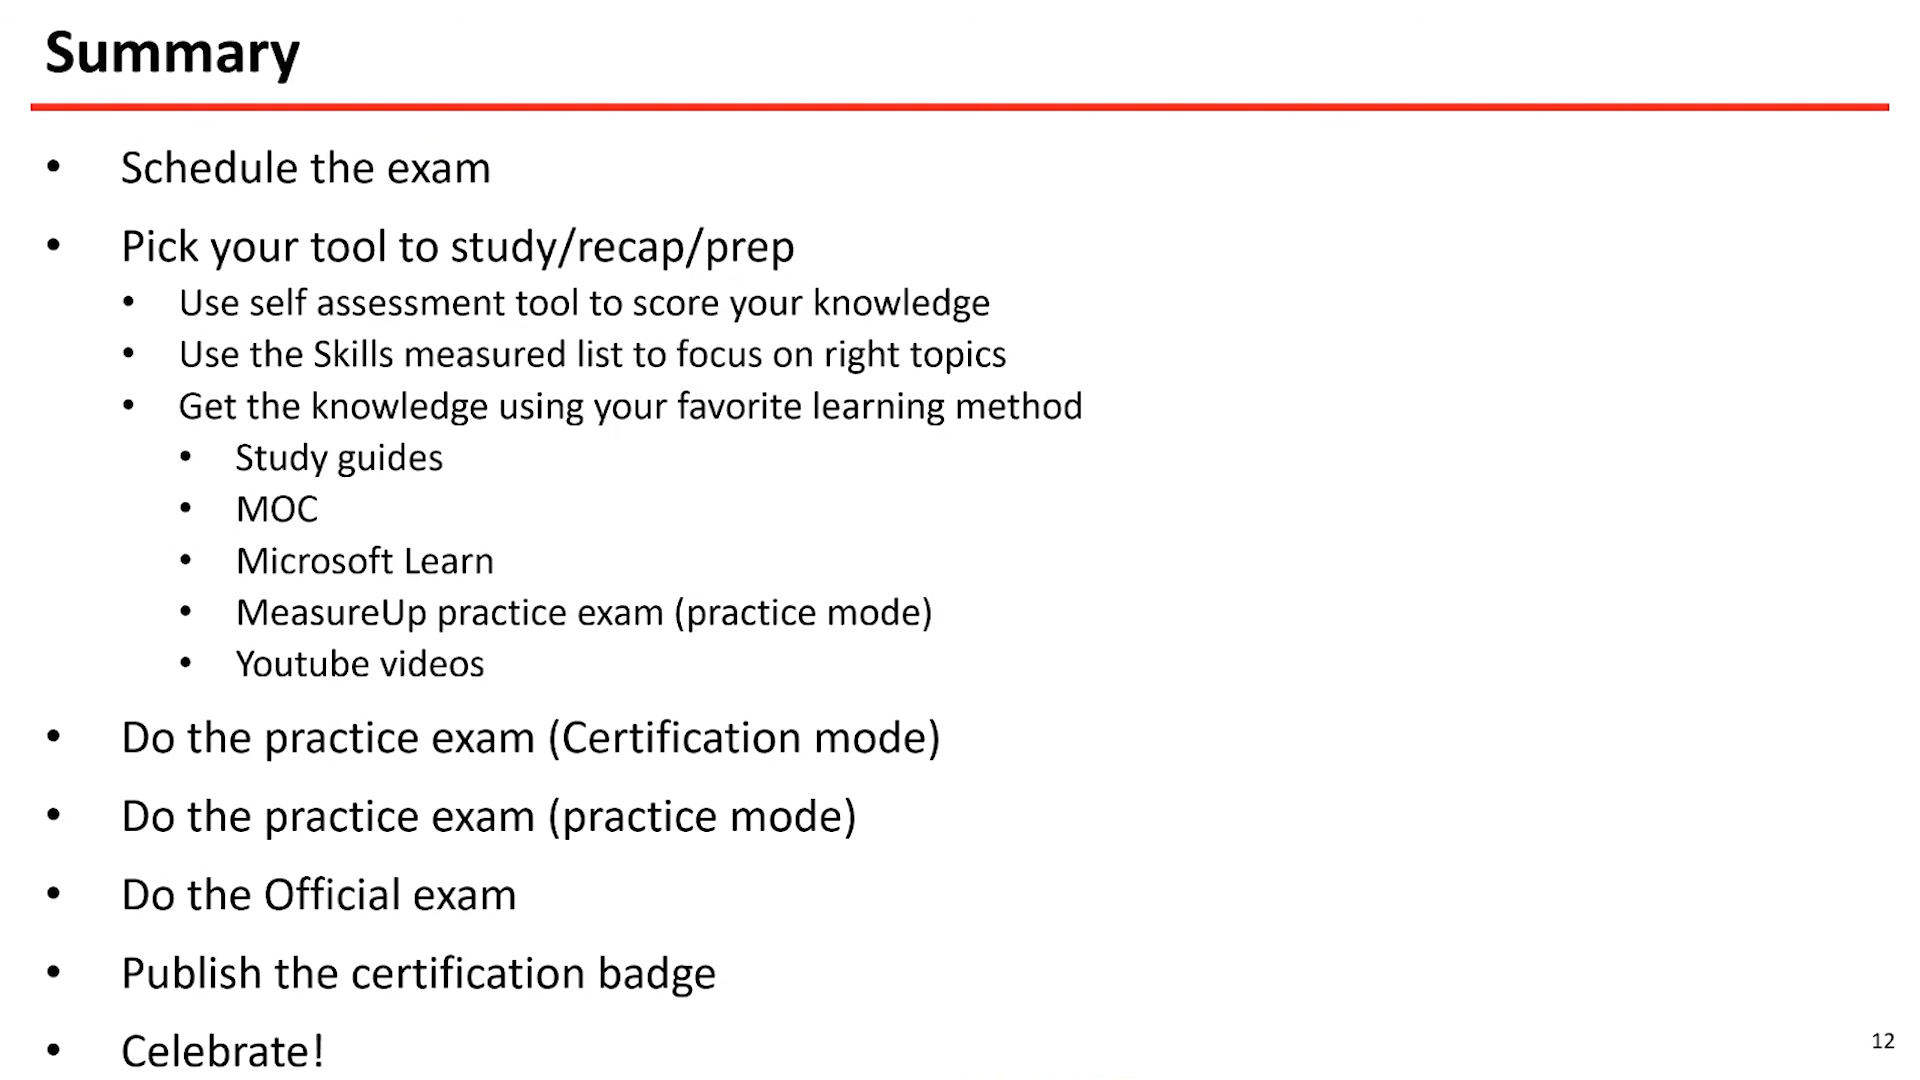 Summary
• Schedule the exam
• Pick your tool to study/recap/prep
• Use self assessment tool to score your knowledge
• Use the Skills measured list to focus on right topics
• Get the knowledge using your favorite learning method
• Study guides
• MOC
• Microsoft Learn
• MeasureUp practice exam (practice mode)
• Youtube videos
• Do the practice exam (Certification mode)
• Do the practice exam (practice mode)
• Do the Official exam
• Publish the certification badge
• Celebrate!
12